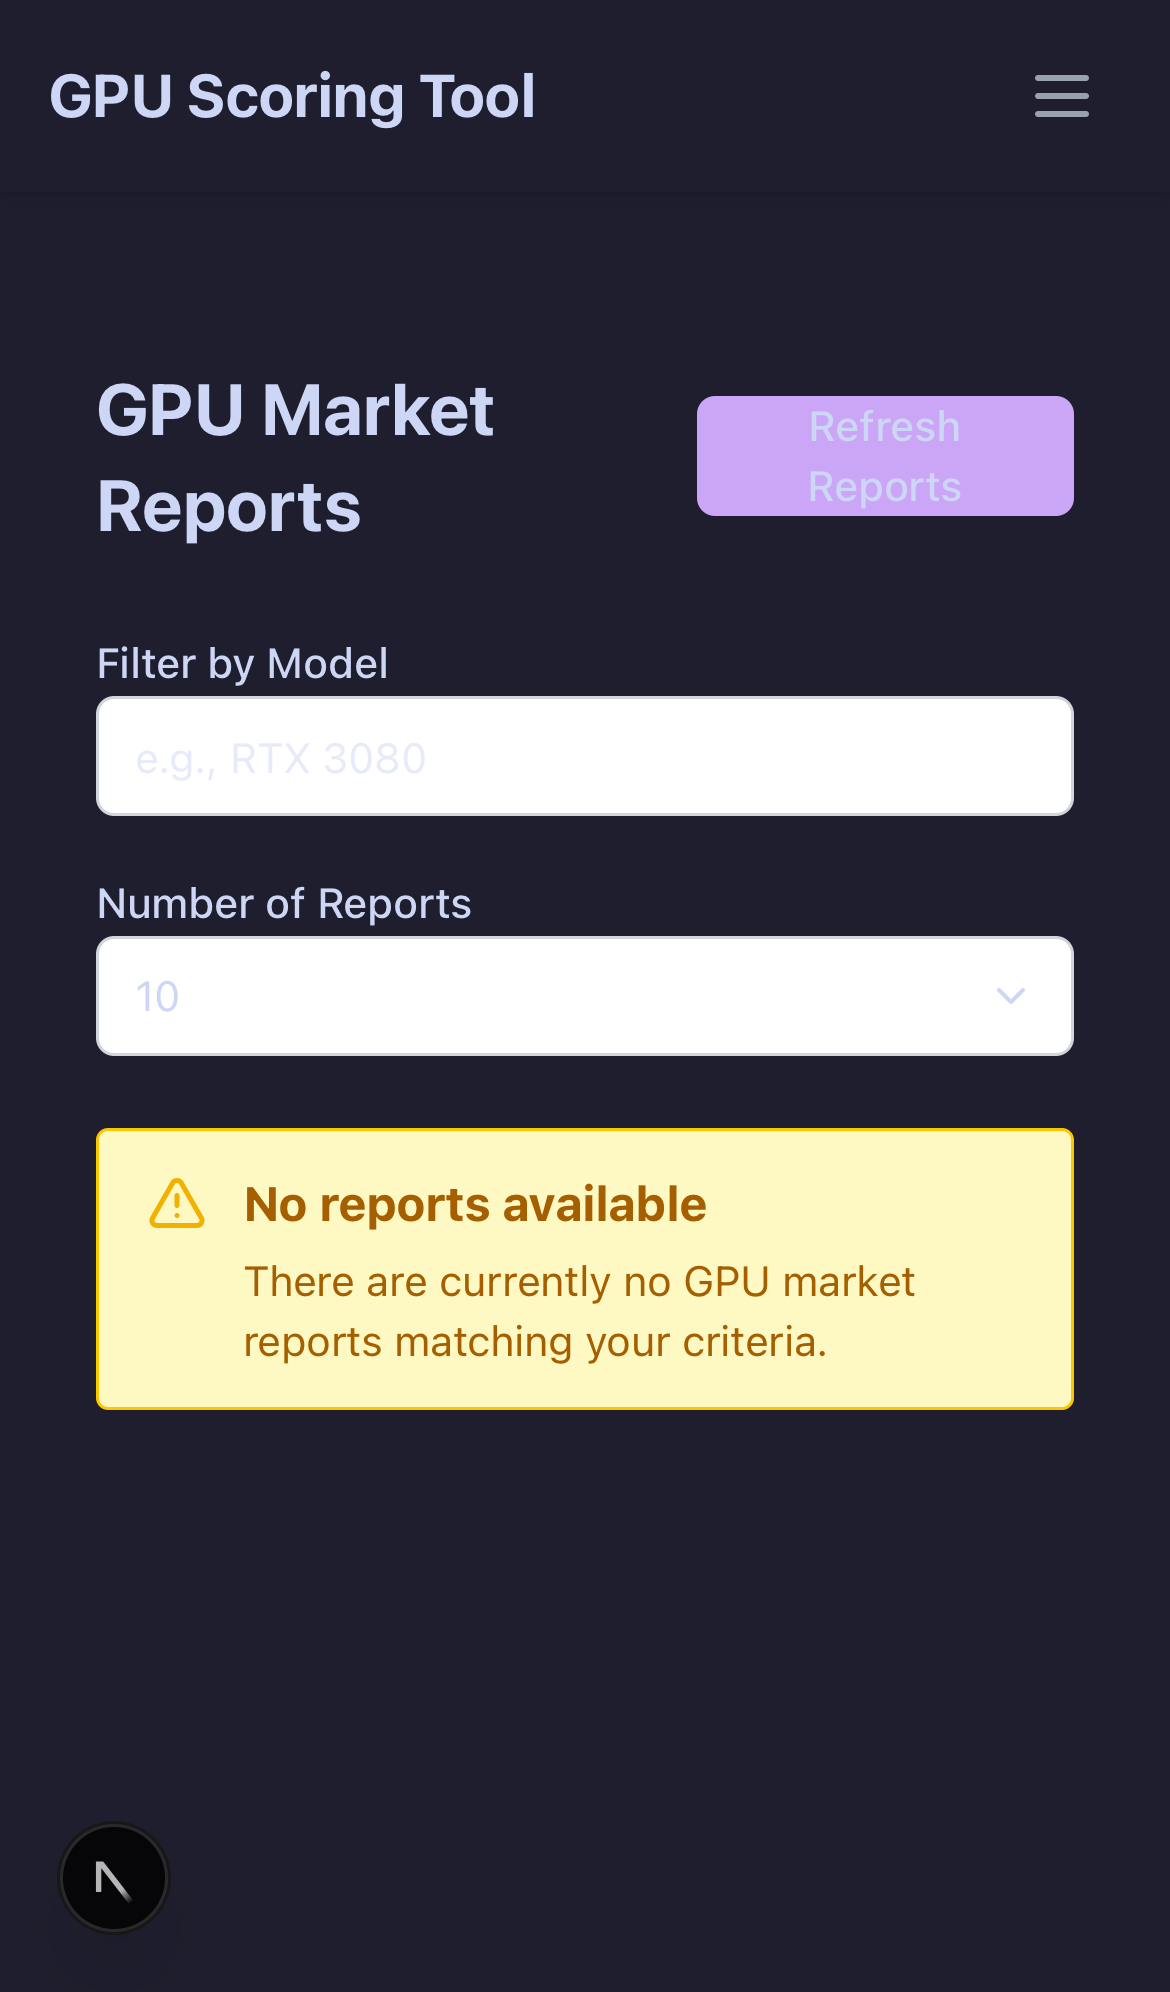 GPU Scoring Tool
GPU Market
Reports
Refresh
Reports
Filter by Model
e.g., RTX 3080
Number of Reports
10
No reports available
There are currently no GPU market
reports matching your criteria.